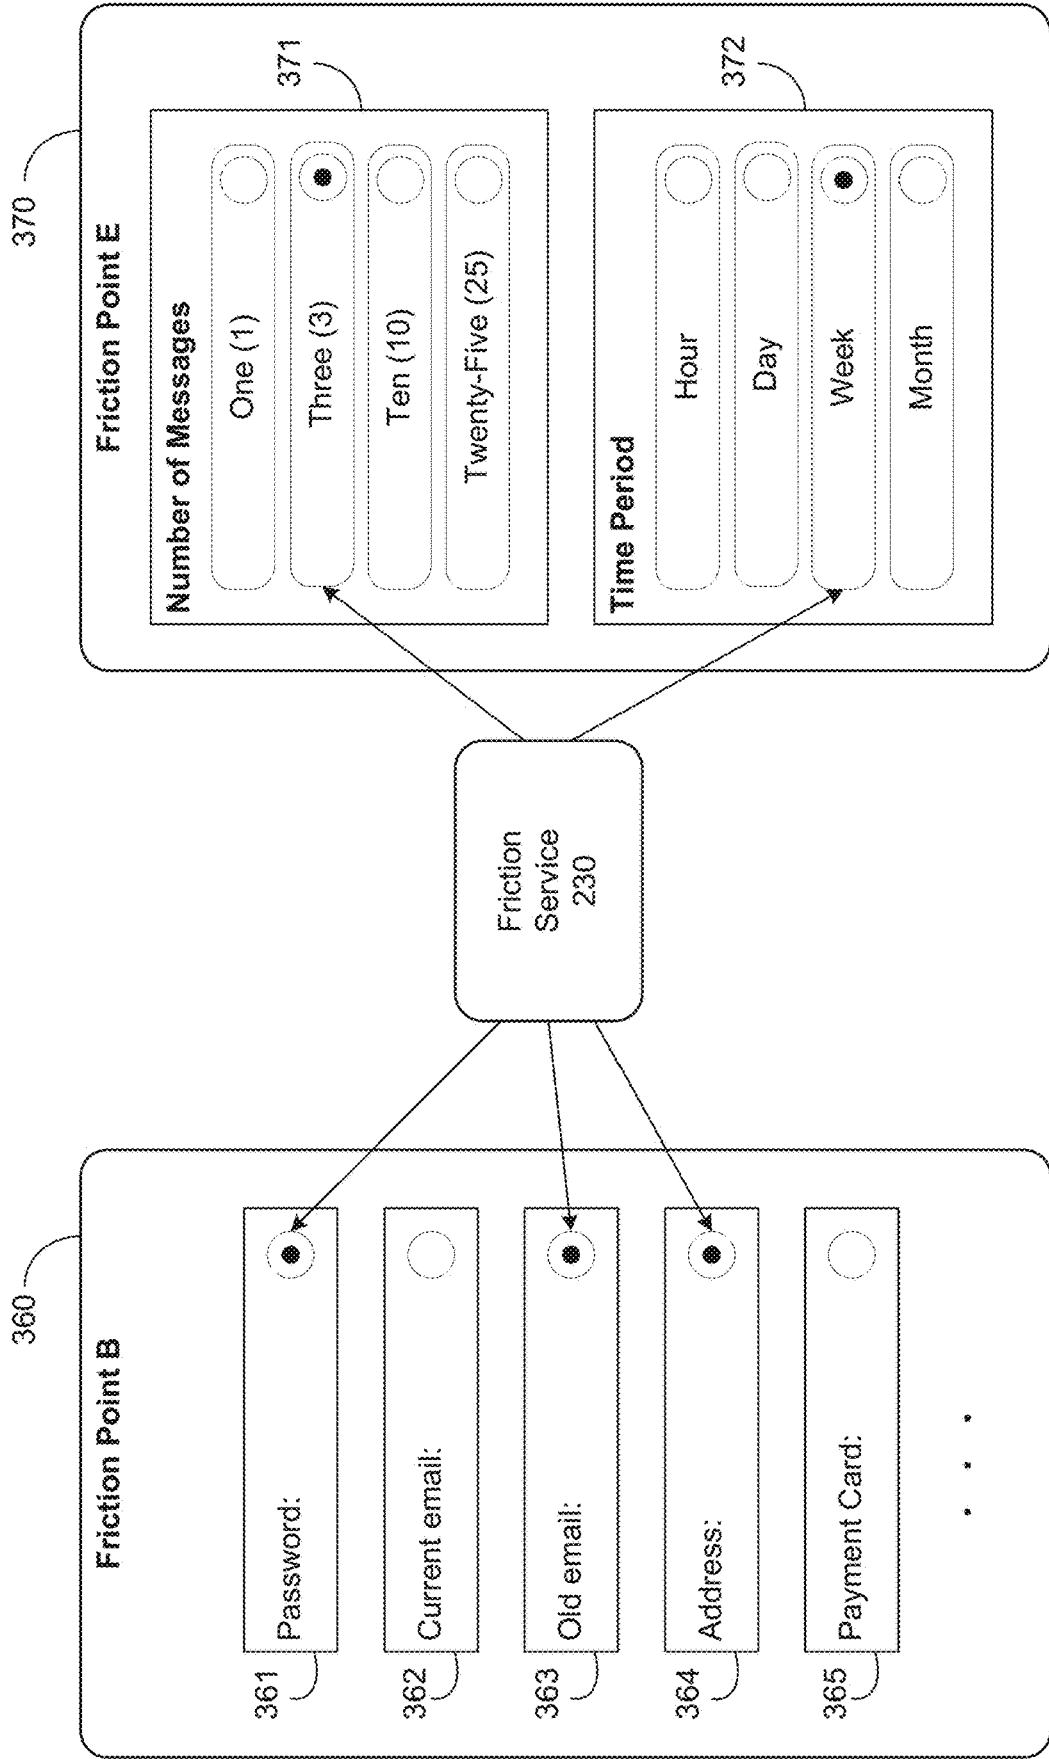 360
Friction Point B
361
Password:
362
Current email:
363
Old email:
364
Address:
365
Payment Card:
. . .
Friction
Service
230
370
Friction Point E
371
Number of Messages
One (1)
Three (3)
Ten (10)
Twenty-Five (25)
372
Time Period
Hour
Day
Week
Month